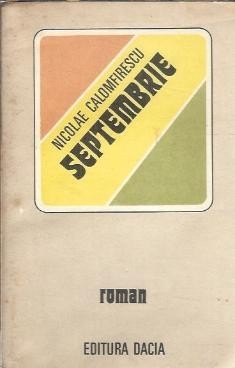 NICOLAE CALOMFIRESCU
SEPTEMBRIE
roman
EDITURA DACIA